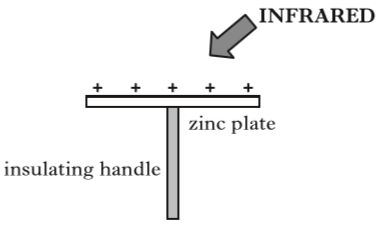 INFRARED
+ + + + +
zinc plate
insulating handle